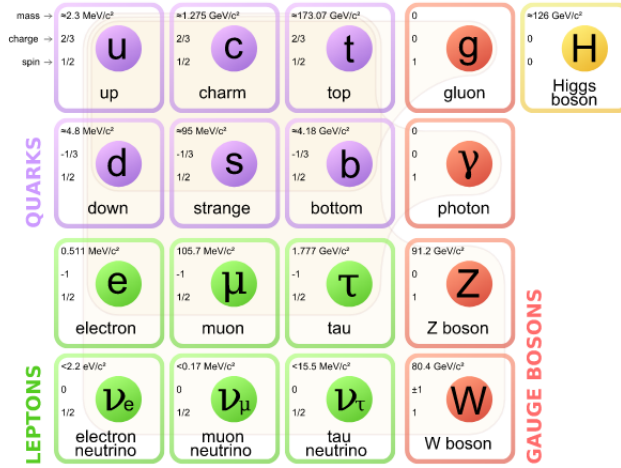 mass → ≈2.3 MeV/c²
charge → 2/3
spin → 1/2
u
up
≈1.275 GeV/c²
2/3
1/2
c
charm
≈173.07 GeV/c²
2/3
1/2
t
top
0
0
1
g
gluon
≈126 GeV/c²
0
0
H
Higgs
boson
QUARKS
≈4.8 MeV/c²
-1/3
1/2
d
down
≈95 MeV/c²
-1/3
1/2
s
strange
≈4.18 GeV/c²
-1/3
1/2
b
bottom
0
0
1
γ
photon
LEPTONS
0.511 MeV/c²
-1
1/2
e
electron
105.7 MeV/c²
-1
1/2
μ
muon
1.777 GeV/c²
-1
1/2
τ
tau
91.2 GeV/c²
0
1
Z
Z boson
GAUGE BOSONS
<2.2 eV/c²
0
1/2
νe
electron
neutrino
<0.17 MeV/c²
0
1/2
νμ
muon
neutrino
<15.5 MeV/c²
0
1/2
ντ
tau
neutrino
80.4 GeV/c²
±1
1
W
W boson